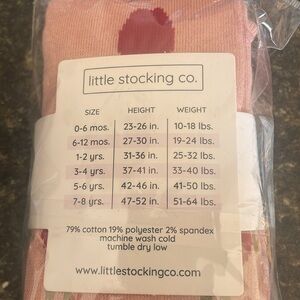 little stocking co.
SIZE HEIGHT WEIGHT
0-6 mos. 23-26 in. 10-18 lbs.
6-12 mos. 27-30 in. 19-24 lbs.
1-2 yrs. 31-36 in. 25-32 lbs.
3-4 yrs. 37-41 in. 33-40 lbs.
5-6 yrs. 42-46 in. 41-50 lbs.
7-8 yrs. 47-52 in. 51-64 lbs.
79% cotton 19% polyester 2% spandex
machine wash cold
tumble dry low
www.littlestockingco.com